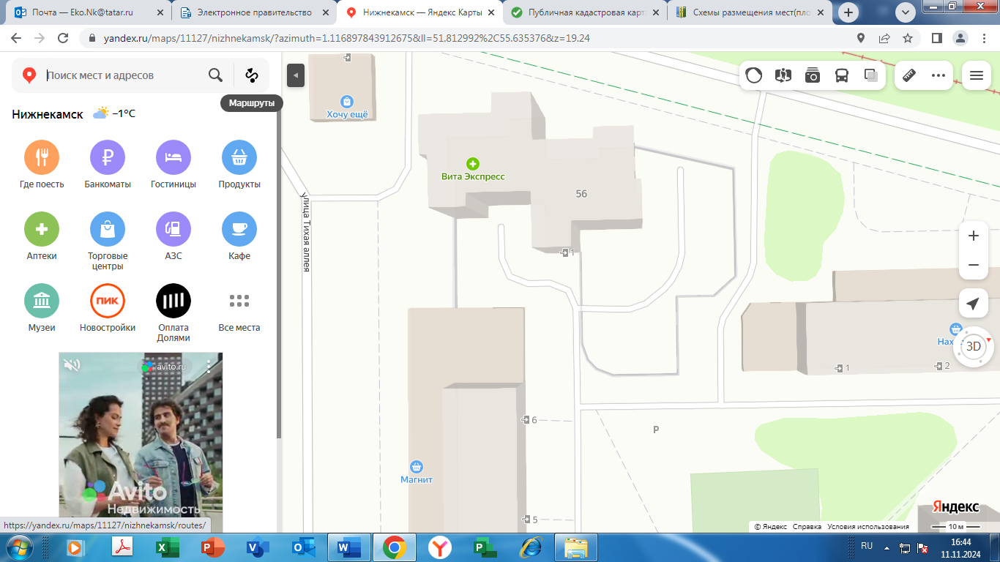 Почта — Eko.Nk@tatar.ru
Электронное правительство
Нижнекамск — Яндекс Карты
Публичная кадастровая карт
Схемы размещения мест(пло
yandex.ru/maps/11127/nizhnekamsk/?azimuth=1.116897843912675&ll=51.812992%2C55.635376&z=19.24
Поиск мест и адресов
Маршруты
Нижнекамск
−1°C
Где поесть
Банкоматы
Гостиницы
Продукты
Аптеки
Торговые центры
АЗС
Кафе
Музеи
ПИК
Новостройки
Оплата Долями
Все места
avito.ru
Avito
Недвижимость
https://yandex.ru/maps/11127/nizhnekamsk/routes/
Хочу ещё
Вита Экспресс
56
улица Тихая аллея
1
Магнит
6
5
P
Нах
1
2
3D
Яндекс
© Яндекс Справка Условия использования
10 м
RU
16:44
11.11.2024